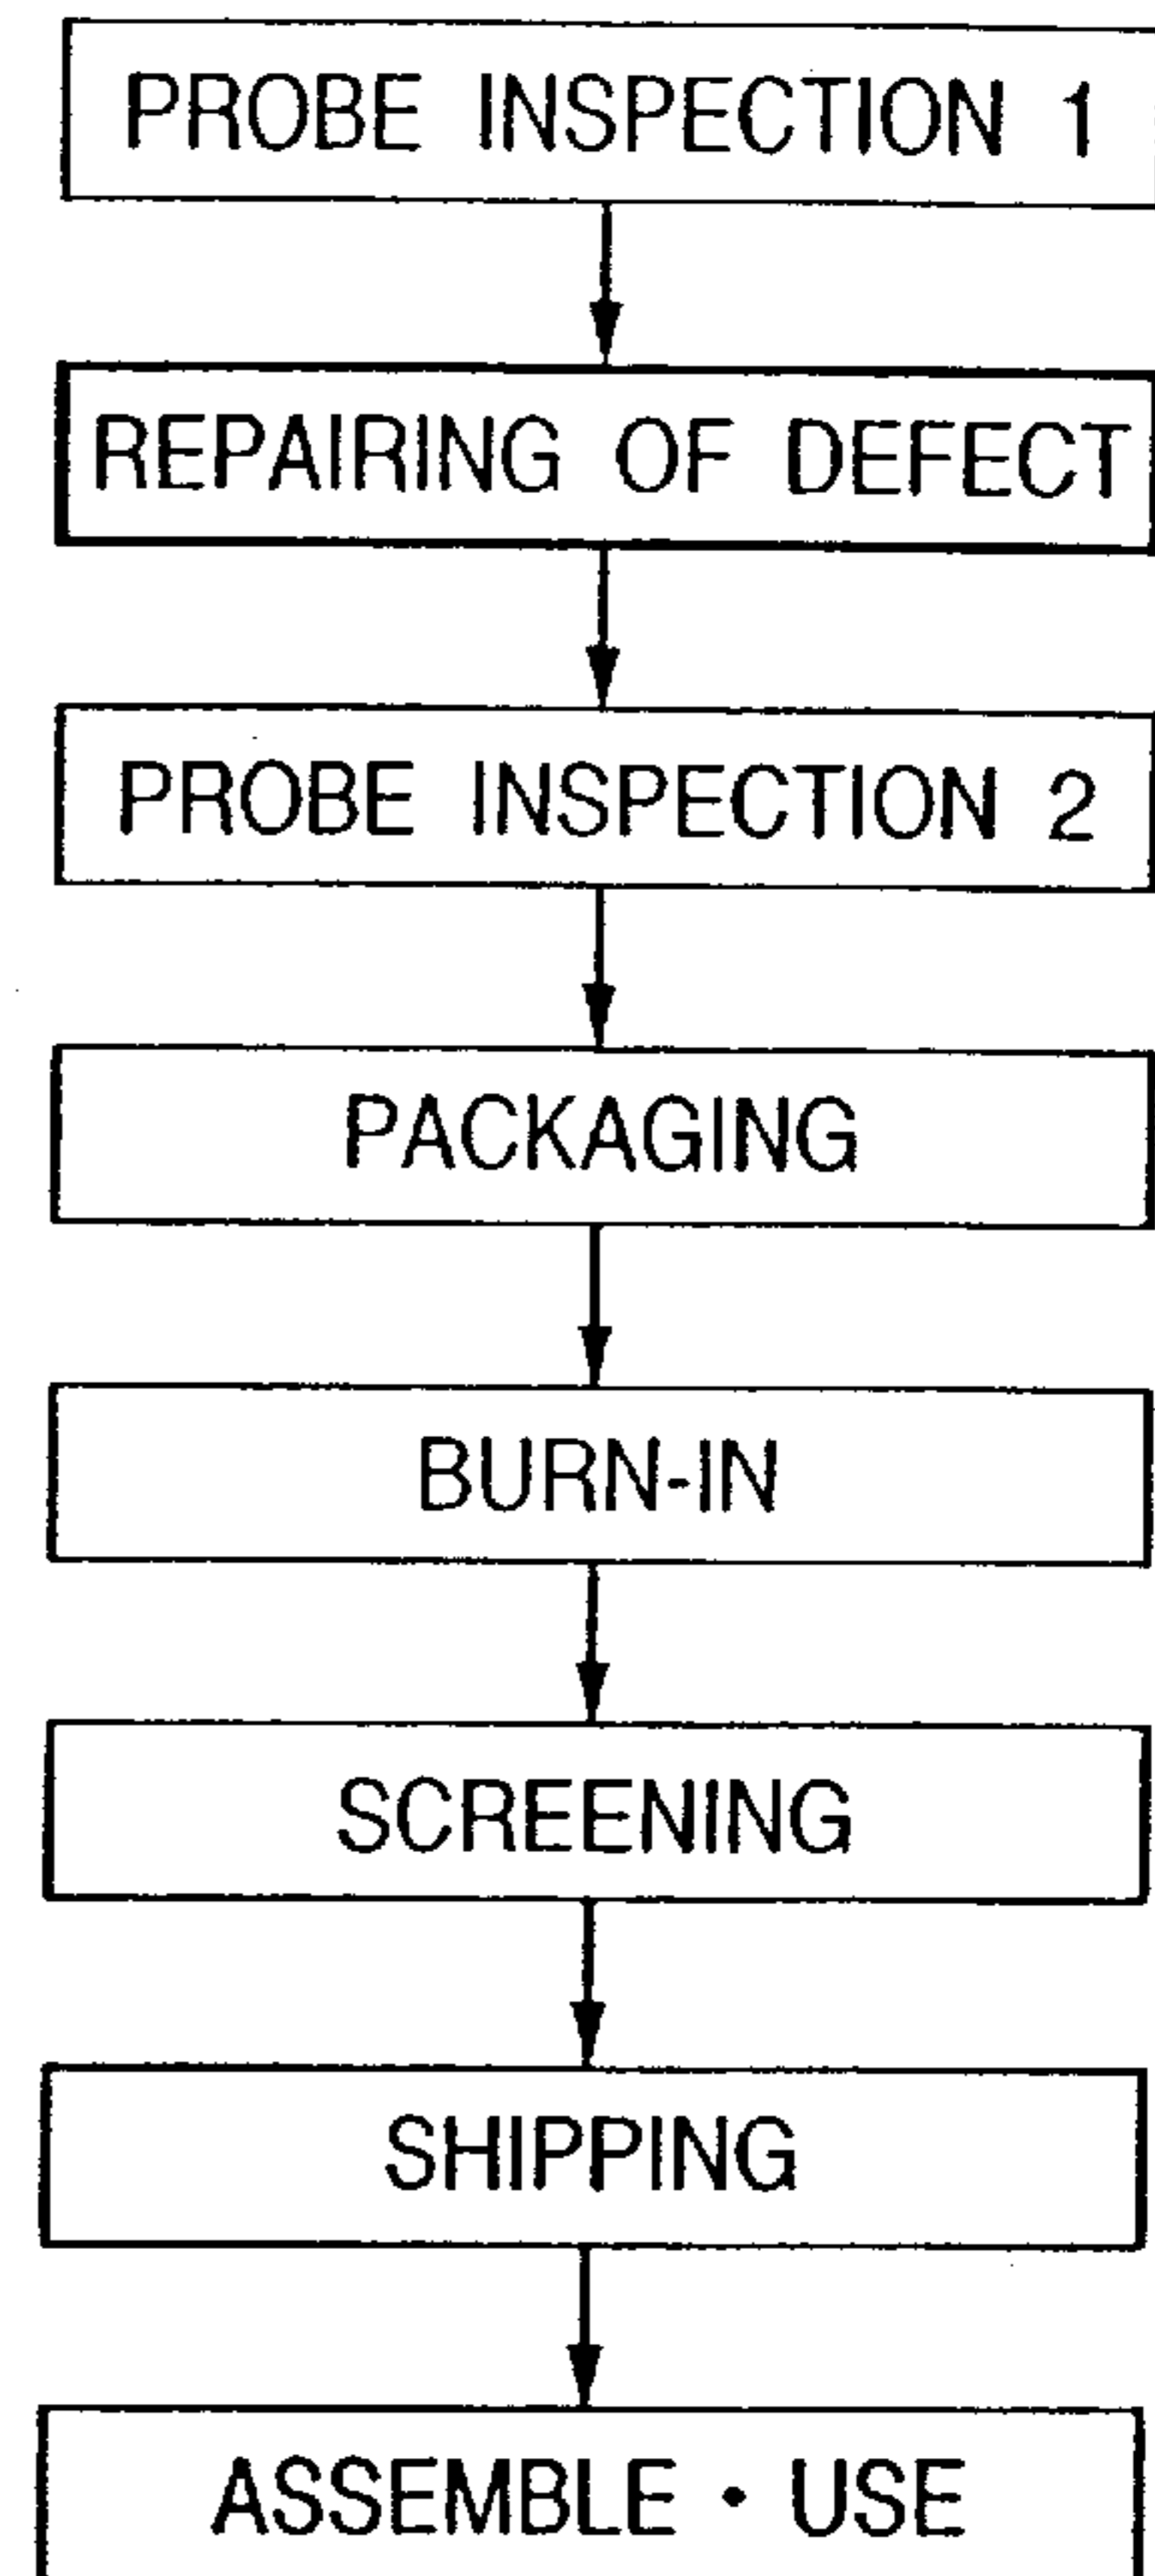 PROBE INSPECTION 1
REPAIRING OF DEFECT
PROBE INSPECTION 2
PACKAGING
BURN-IN
SCREENING
SHIPPING
ASSEMBLE • USE